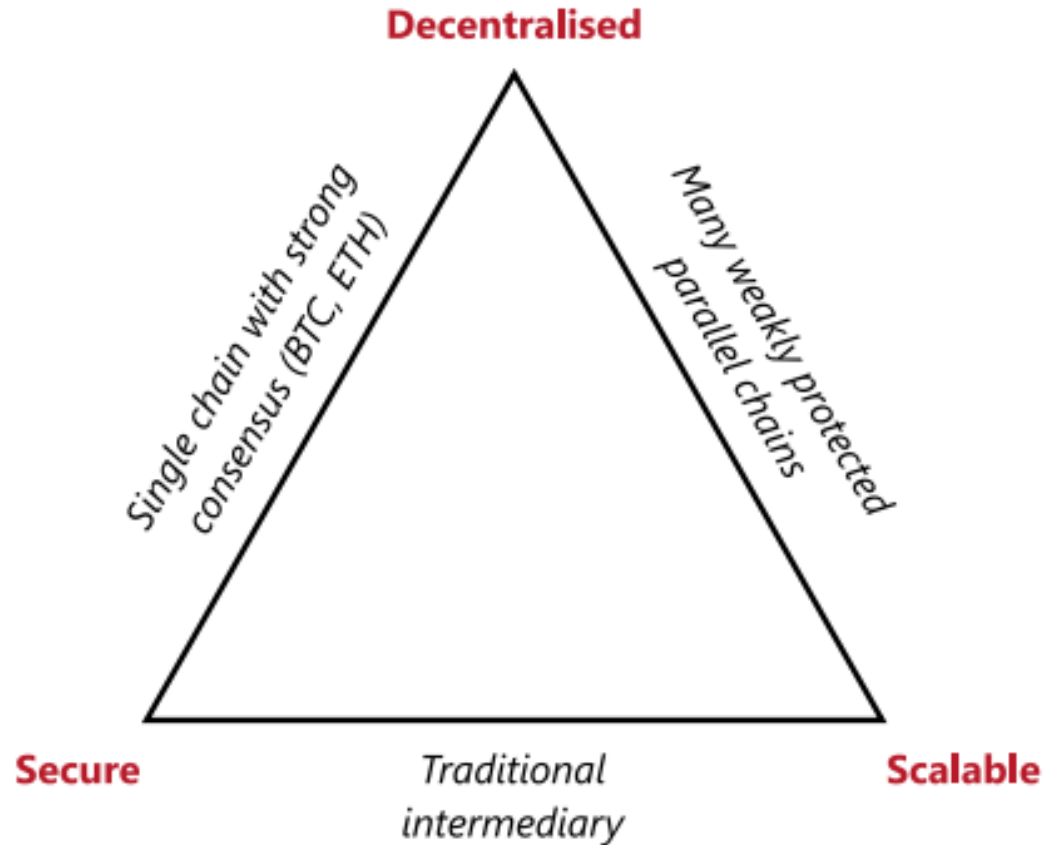 Decentralised
Single chain with strong
consensus (BTC, ETH)
Many weakly protected
parallel chains
Secure
Traditional
intermediary
Scalable